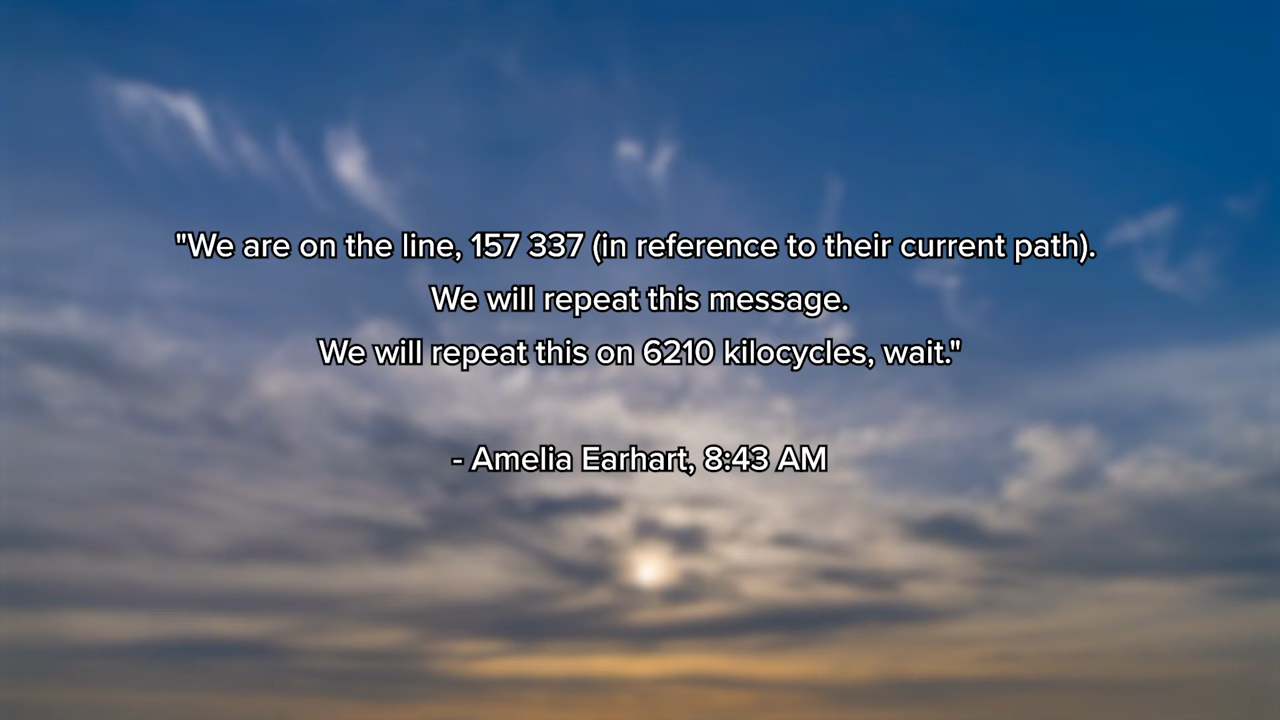 "We are on the line, 157 337 (in reference to their current path).
We will repeat this message.
We will repeat this on 6210 kilocycles, wait."
- Amelia Earhart, 8:43 AM